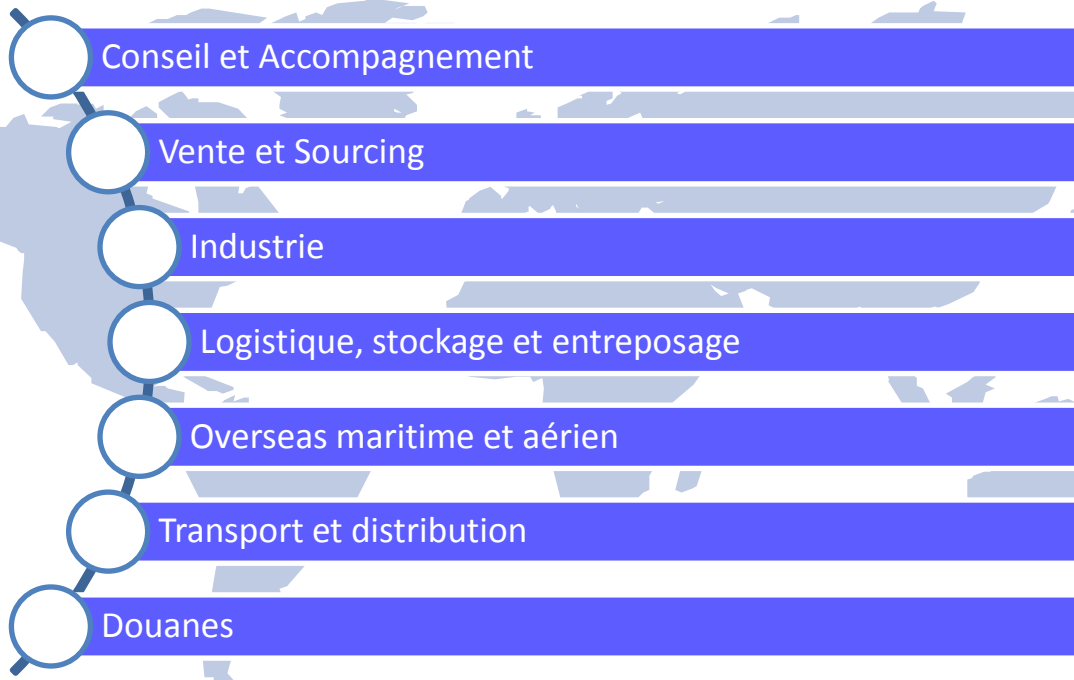 Conseil et Accompagnement
Vente et Sourcing
Industrie
Logistique, stockage et entreposage
Overseas maritime et aérien
Transport et distribution
Douanes